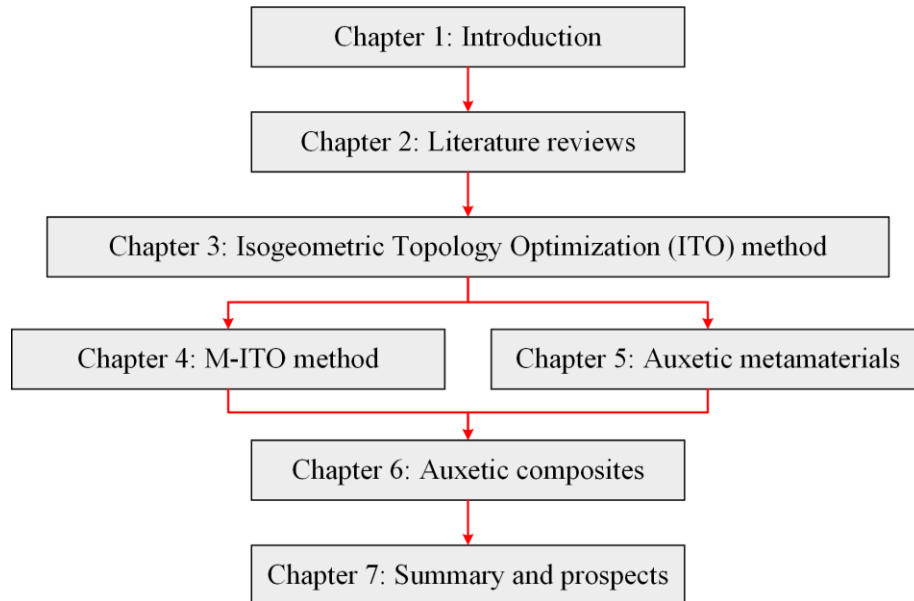 Chapter 1: Introduction
Chapter 2: Literature reviews
Chapter 3: Isogeometric Topology Optimization (ITO) method
Chapter 4: M-ITO method
Chapter 5: Auxetic metamaterials
Chapter 6: Auxetic composites
Chapter 7: Summary and prospects